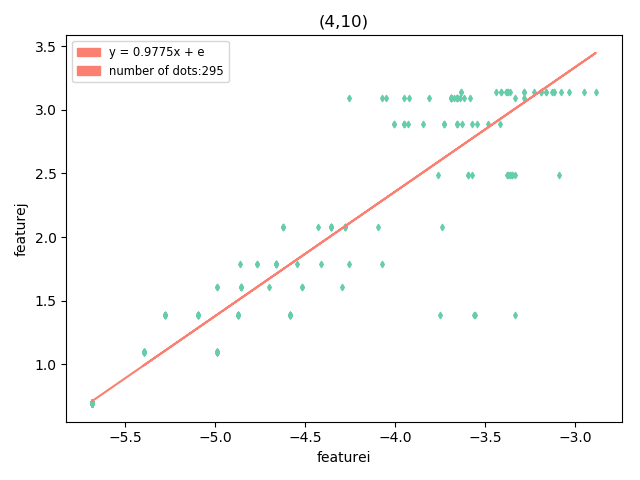 (4,10)
y = 0.9775x + e
number of dots:295
3.5
3.0
2.5
2.0
1.5
1.0
featurej
−5.5 −5.0 −4.5 −4.0 −3.5 −3.0
featurei